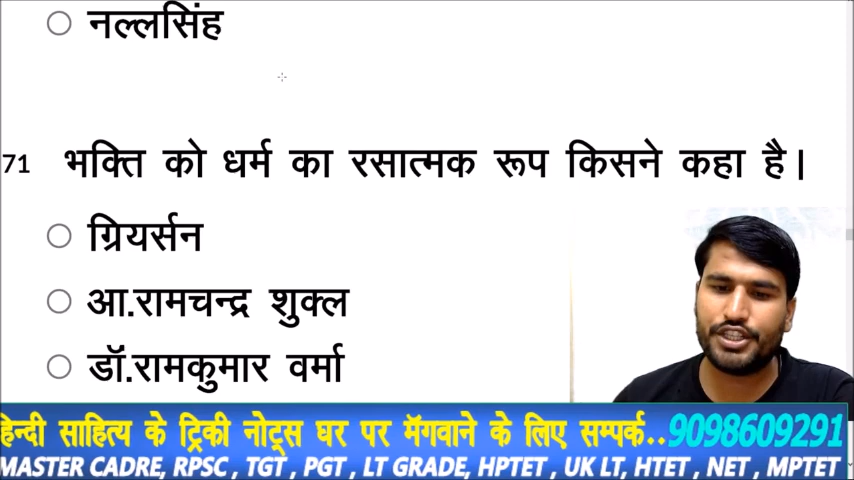 नल्लसिंह
71 भक्ति को धर्म का रसात्मक रूप किसने कहा है।
ग्रियर्सन
आ.रामचन्द्र शुक्ल
डॉ.रामकुमार वर्मा
हिन्दी साहित्य के ट्रिकी नोट्स घर पर मॅगवाने के लिए सम्पर्क..9098609291
MASTER CADRE, RPSC , TGT , PGT , LT GRADE, HPTET , UK LT, HTET , NET , MPTET